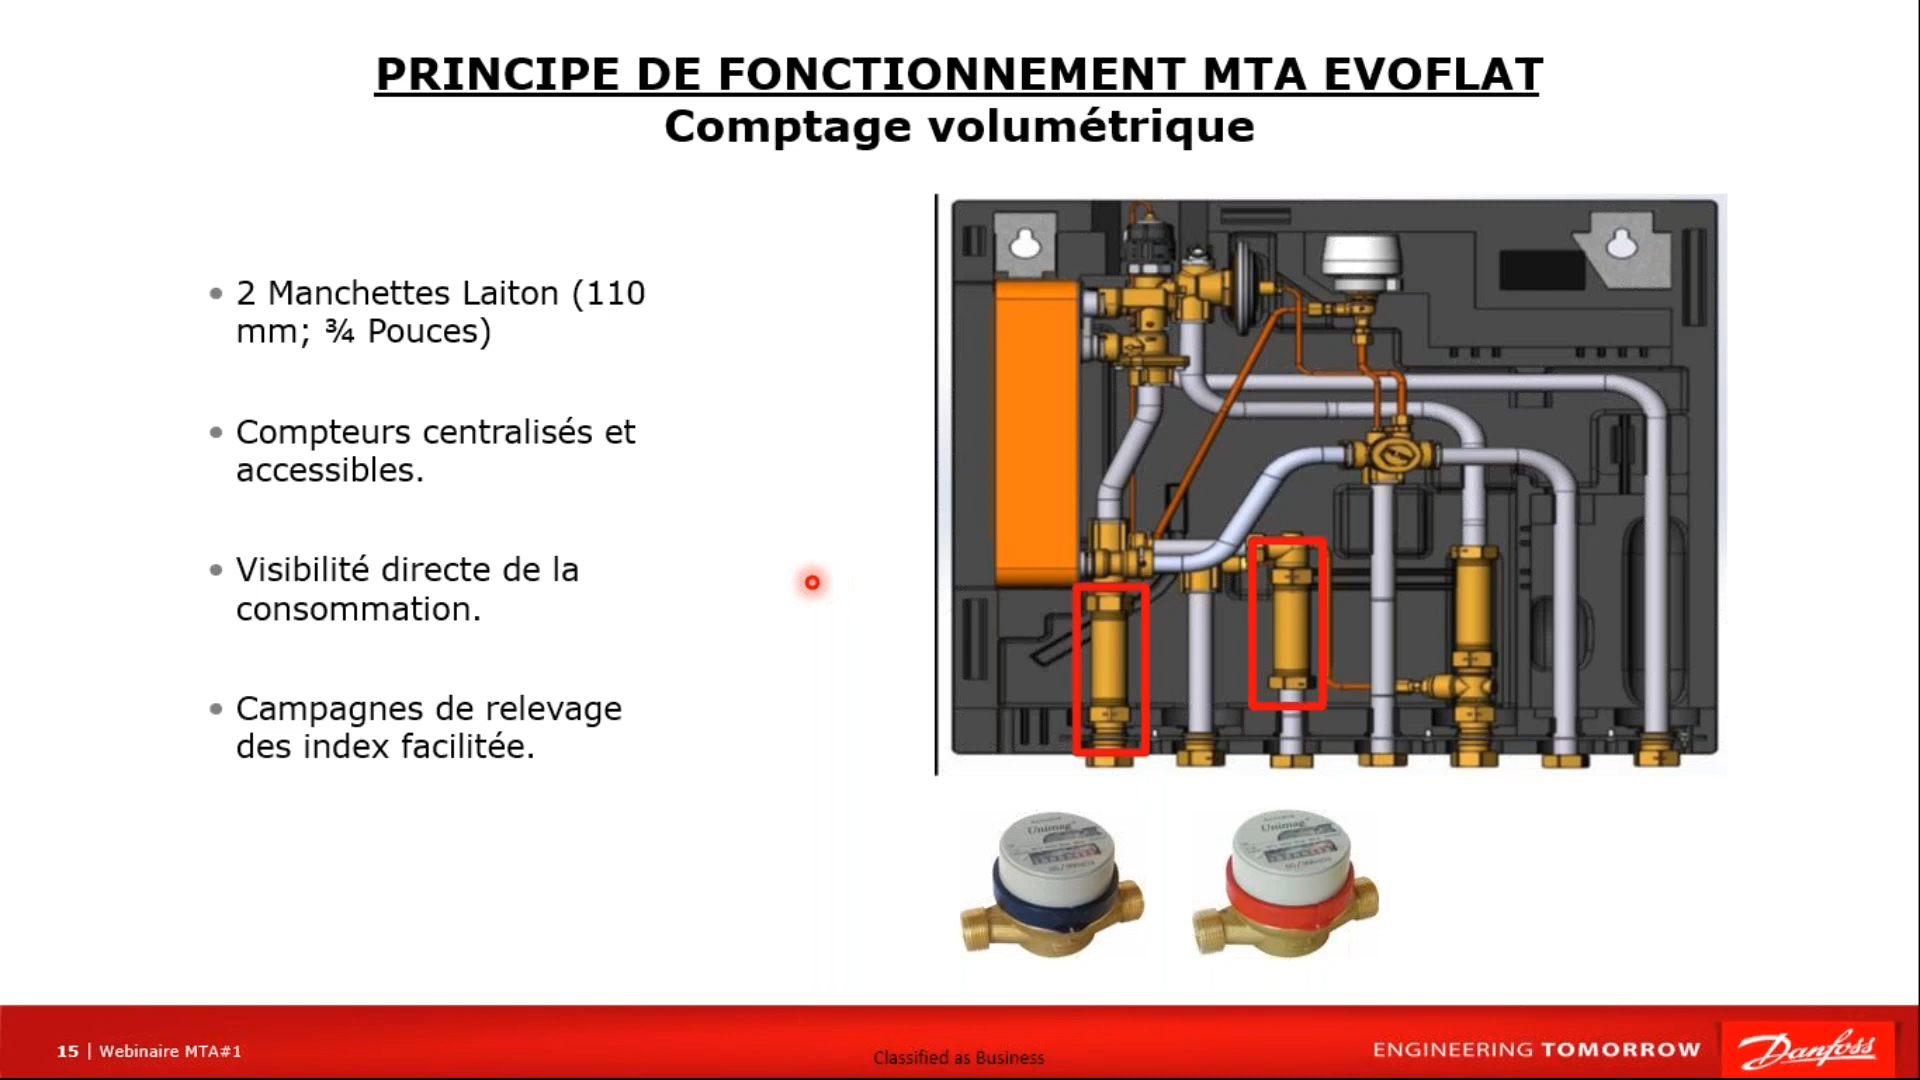 PRINCIPE DE FONCTIONNEMENT MTA EVOFLAT
Comptage volumétrique
• 2 Manchettes Laiton (110
mm; ¾ Pouces)
• Compteurs centralisés et
accessibles.
• Visibilité directe de la
consommation.
• Campagnes de relevage
des index facilitée.
Unimag
Unimag
15 | Webinaire MTA#1
Classified as Business
ENGINEERING TOMORROW
Danfoss